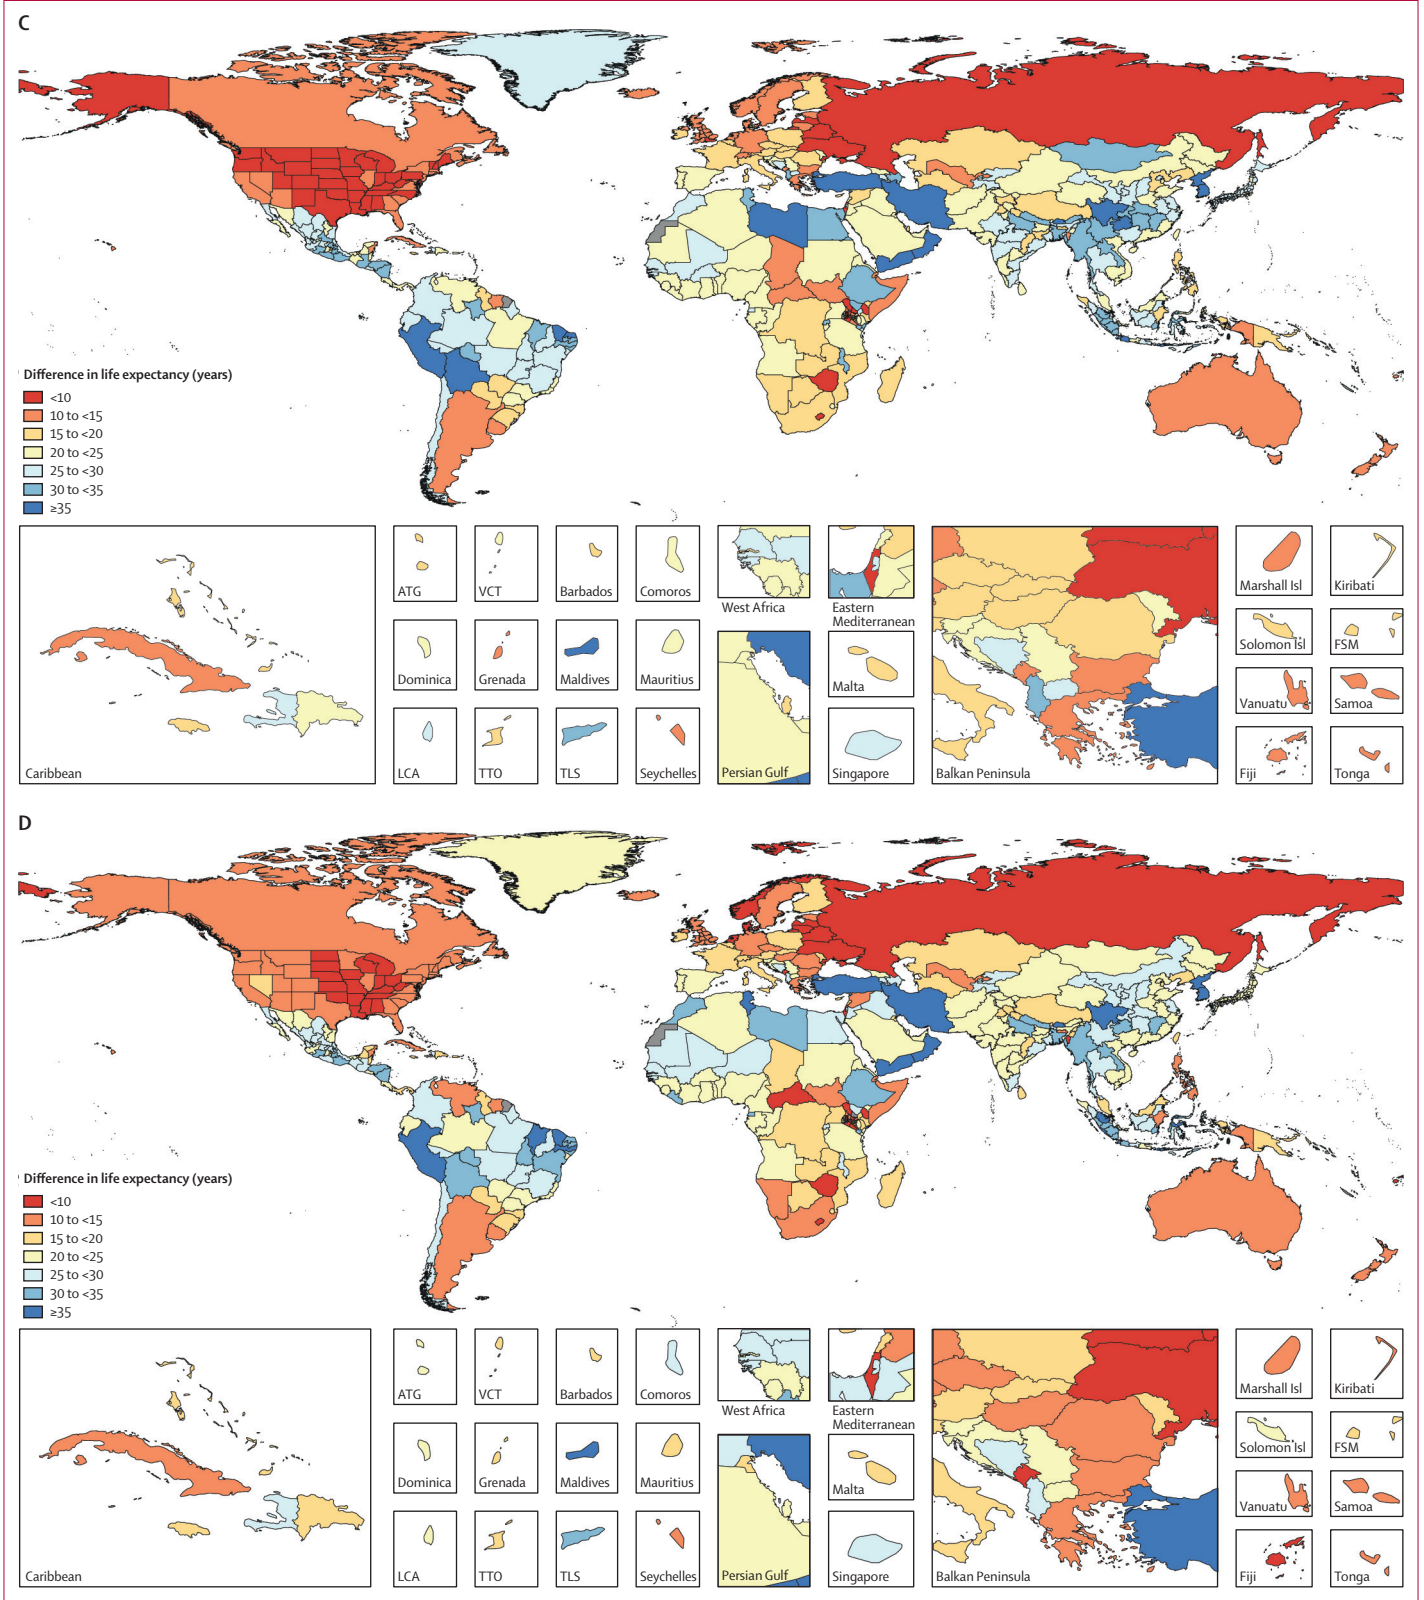 C
Difference in life expectancy (years)
<10
10 to <15
15 to <20
20 to <25
25 to <30
30 to <35
≥35
Caribbean
ATG
VCT
Barbados
Comoros
Dominica
Grenada
Maldives
Mauritius
LCA
TTO
TLS
Seychelles
West Africa
Eastern
Mediterranean
Persian Gulf
Malta
Singapore
Balkan Peninsula
Marshall Isl
Kiribati
Solomon Isl
FSM
Vanuatu
Samoa
Fiji
Tonga
D
Difference in life expectancy (years)
<10
10 to <15
15 to <20
20 to <25
25 to <30
30 to <35
≥35
Caribbean
ATG
VCT
Barbados
Comoros
Dominica
Grenada
Maldives
Mauritius
LCA
TTO
TLS
Seychelles
West Africa
Eastern
Mediterranean
Persian Gulf
Malta
Singapore
Balkan Peninsula
Marshall Isl
Kiribati
Solomon Isl
FSM
Vanuatu
Samoa
Fiji
Tonga